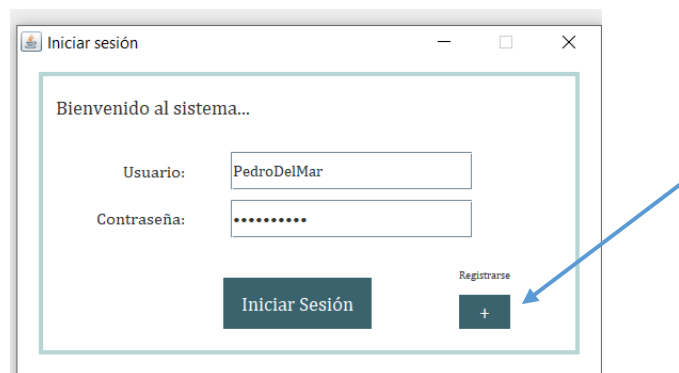 Iniciar sesión
Bienvenido al sistema...
Usuario:
PedroDelMar
Contraseña:
••••••••••
Registrarse
Iniciar Sesión
+